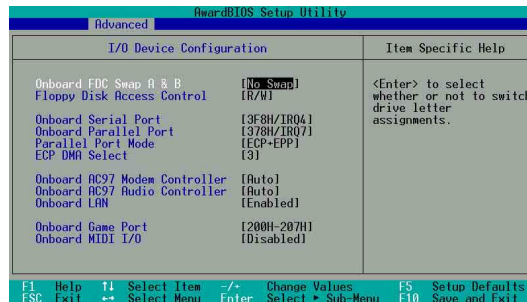 AwardBIOS Setup Utility
Advanced
I/O Device Configuration
Item Specific Help
Onboard FDC Swap A & B [No Swap]
Floppy Disk Access Control [R/W]
Onboard Serial Port [3F8H/IRQ4]
Onboard Parallel Port [378H/IRQ7]
Parallel Port Mode [ECP+EPP]
ECP DMA Select [3]
Onboard AC97 Modem Controller [Auto]
Onboard AC97 Audio Controller [Auto]
Onboard LAN [Enabled]
Onboard Game Port [200H-207H]
Onboard MIDI I/O [Disabled]
<Enter> to select
whether or not to switch
drive letter
assignments.
F1 Help ↑↓ Select Item -/+ Change Values F5 Setup Defaults
ESC Exit ←→ Select Menu Enter Select ▶ Sub-Menu F10 Save and Exit